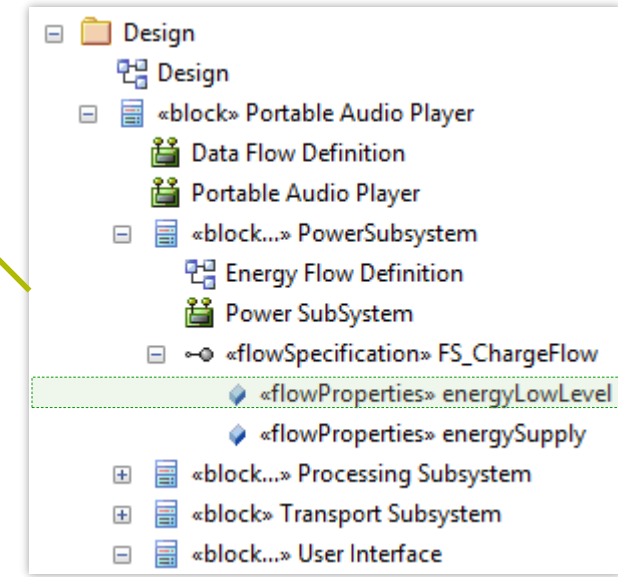 Design
Design
«block» Portable Audio Player
Data Flow Definition
Portable Audio Player
«block...» PowerSubsystem
Energy Flow Definition
Power SubSystem
«flowSpecification» FS_ChargeFlow
«flowProperties» energyLowLevel
«flowProperties» energySupply
«block...» Processing Subsystem
«block» Transport Subsystem
«block...» User Interface